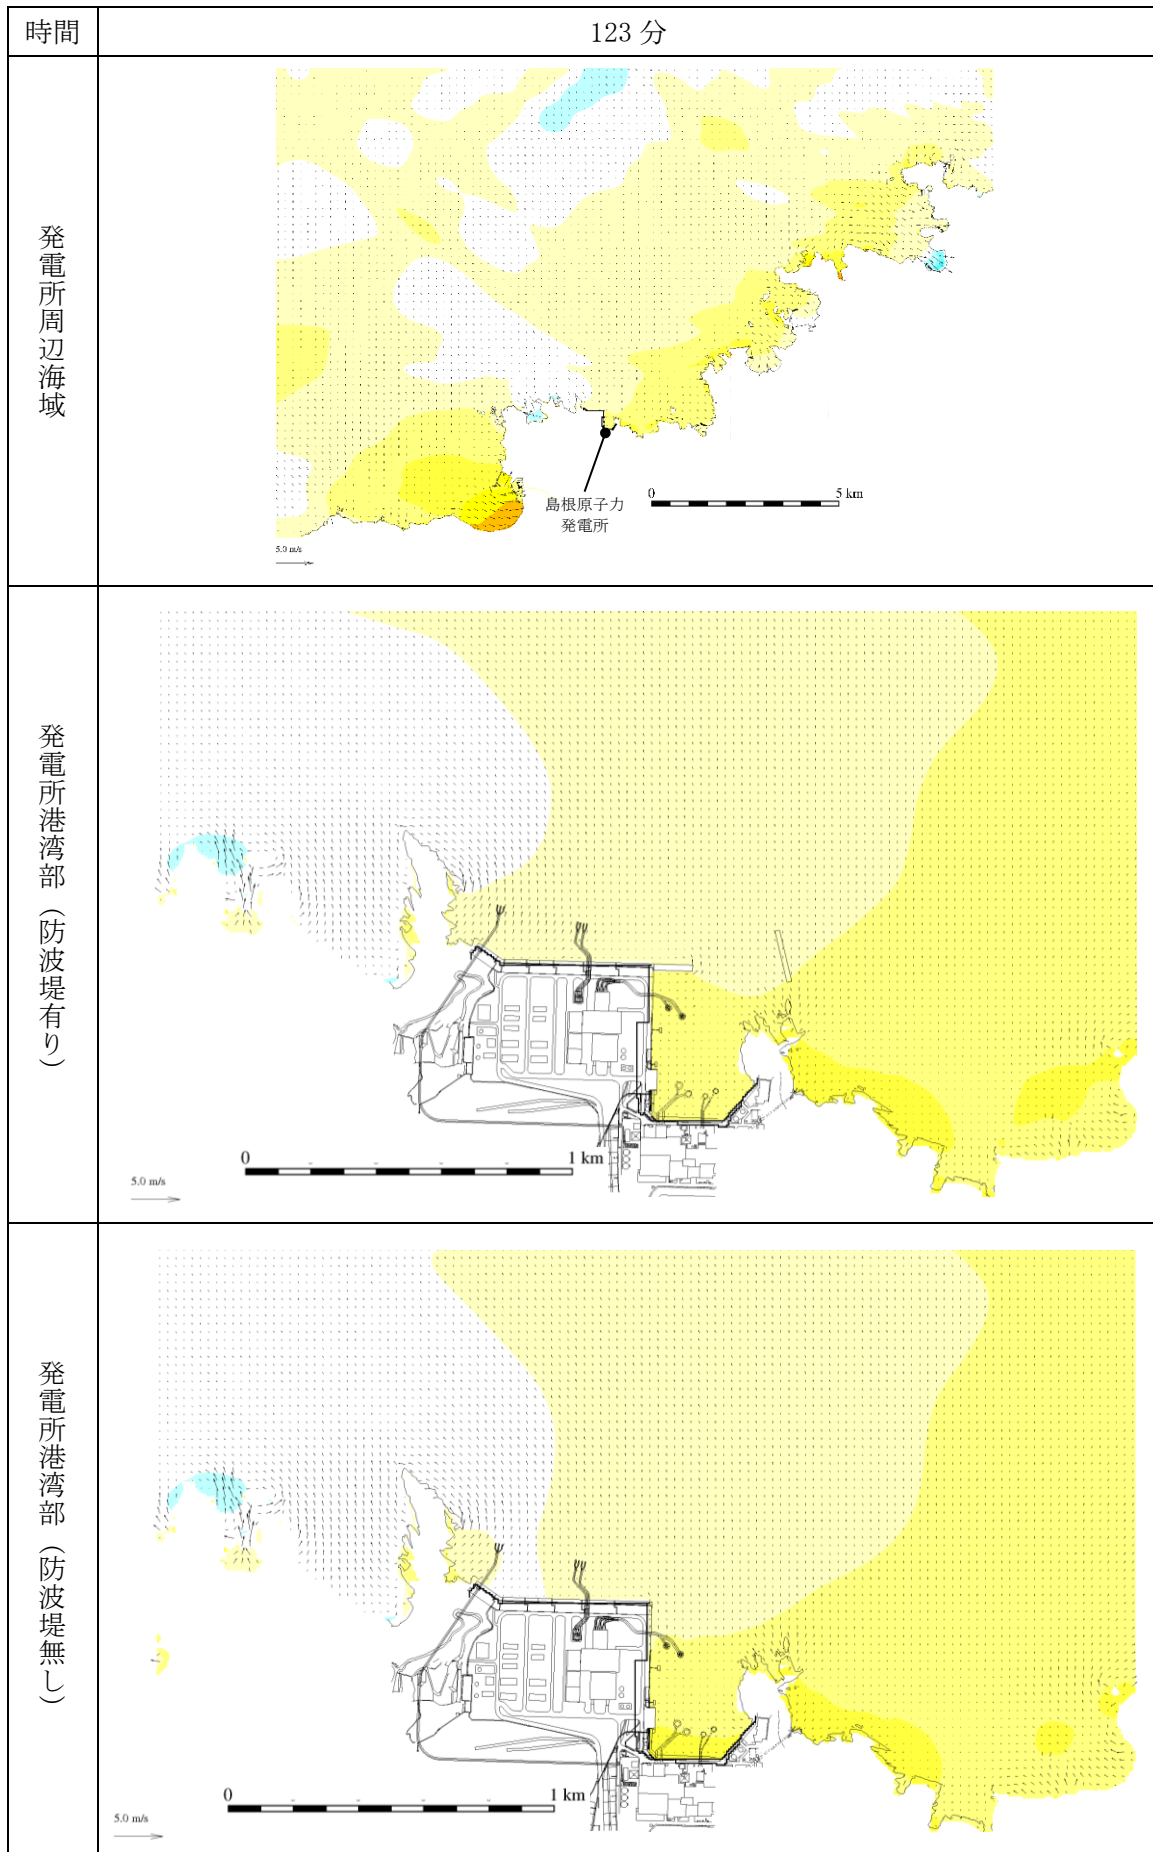 時間
123 分
発電所周辺海域
島根原子力
発電所
0
5 km
5.0 m/s
発電所港湾部（防波堤有り）
0
1 km
5.0 m/s
発電所港湾部（防波堤無し）
0
1 km
5.0 m/s